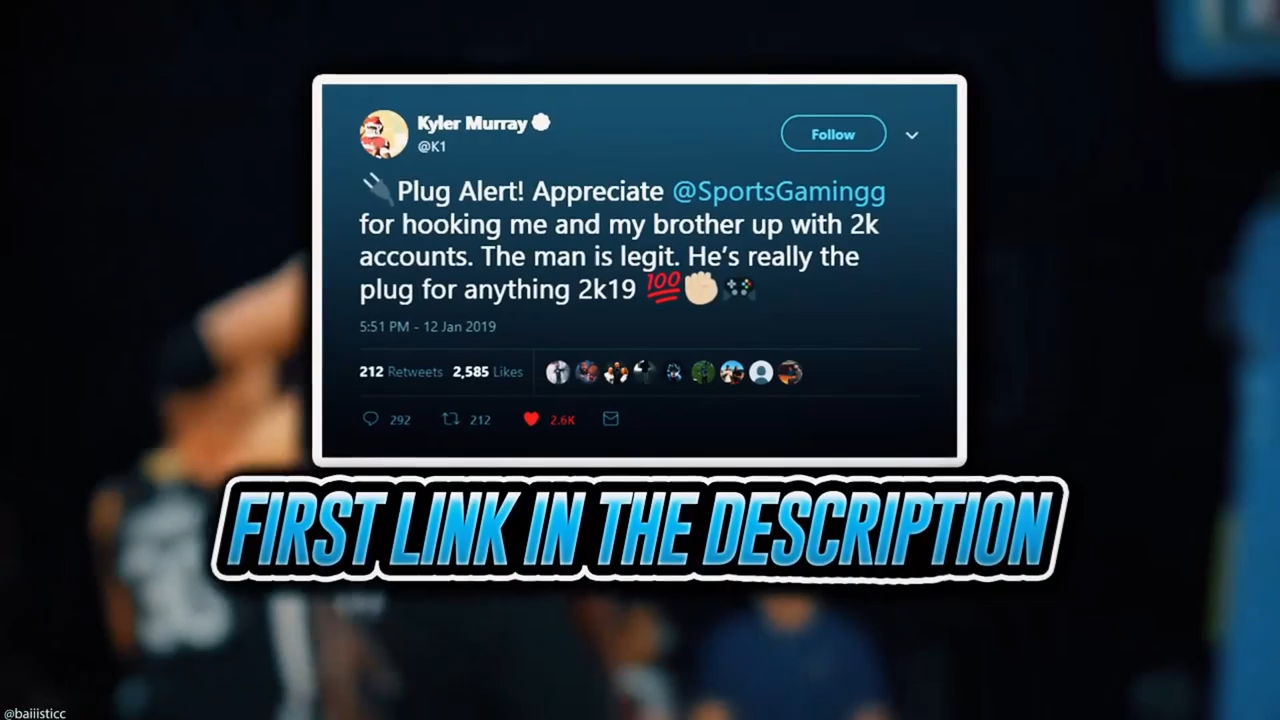 Kyler Murray
@K1
Follow
🔌Plug Alert! Appreciate @SportsGamingg
for hooking me and my brother up with 2k
accounts. The man is legit. He's really the
plug for anything 2k19 💯✊🏼🎮
5:51 PM - 12 Jan 2019
212 Retweets 2,585 Likes
292 212 2.6K
FIRST LINK IN THE DESCRIPTION
@baiiisticc